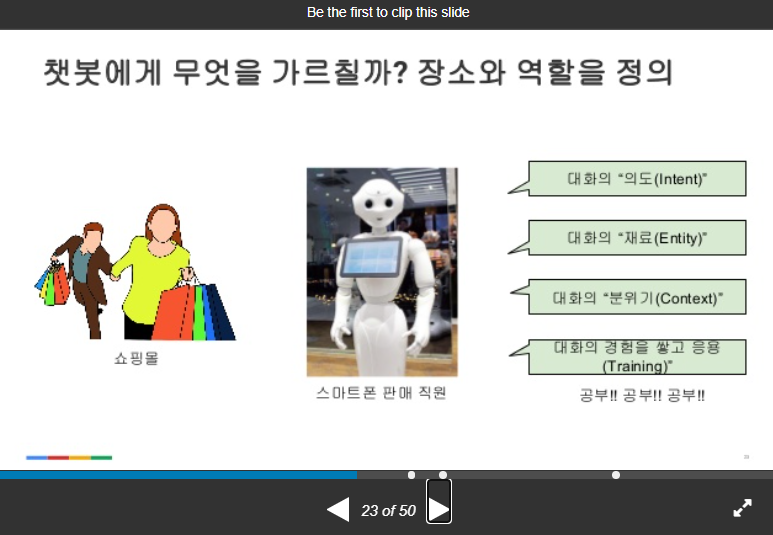 Be the first to clip this slide
챗봇에게 무엇을 가르칠까? 장소와 역할을 정의
대화의 “의도(Intent)”
대화의 “재료(Entity)”
대화의 “분위기(Context)”
대화의 경험을 쌓고 응용
(Training)”
쇼핑몰
스마트폰 판매 직원
공부!! 공부!! 공부!!
23 of 50